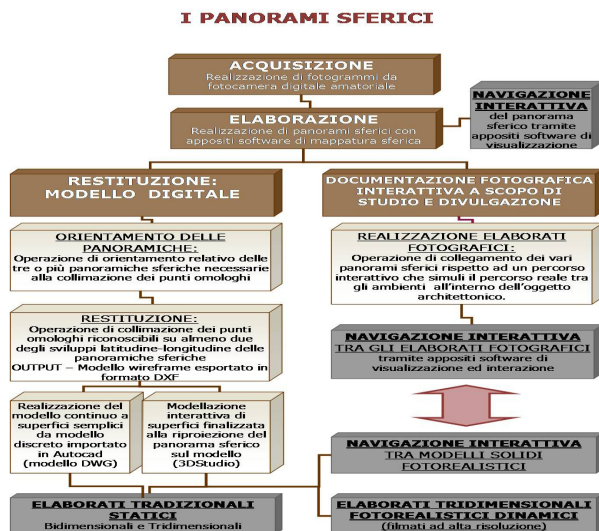 I PANORAMI SFERICI
ACQUISIZIONE
Realizzazione di fotogrammi da
fotocamera digitale amatoriale
ELABORAZIONE
Realizzazione di panorami sferici con
appositi software di mappatura sferica
NAVIGAZIONE
INTERATTIVA
del panorama
sferico tramite
appositi software di
visualizzazione
RESTITUZIONE:
MODELLO DIGITALE
DOCUMENTAZIONE FOTOGRAFICA
INTERATTIVA A SCOPO DI
STUDIO E DIVULGAZIONE
ORIENTAMENTO DELLE
PANORAMICHE:
Operazione di orientamento relativo delle
tre o più panoramiche sferiche necessarie
alla collimazione dei punti omologhi
REALIZZAZIONE ELABORATI
FOTOGRAFICI:
Operazione di collegamento dei vari
panorami sferici rispetto ad un percorso
interattivo che simuli il percorso reale tra
gli ambienti all'interno dell'oggetto
architettonico.
RESTITUZIONE:
Operazione di collimazione dei punti
omologhi riconoscibili su almeno due
degli sviluppi latitudine-longitudine delle
panoramiche sferiche
OUTPUT – Modello wireframe esportato in
formato DXF
NAVIGAZIONE INTERATTIVA
TRA GLI ELABORATI FOTOGRAFICI
tramite appositi software di
visualizzazione ed interazione
Realizzazione del
modello continuo a
superfici semplici
da modello
discreto importato
in Autocad
(modello DWG)
Modellazione
interattiva di
superfici finalizzata
alla riproiezione del
panorama sferico
sul modello
(3DStudio)
NAVIGAZIONE INTERATTIVA
TRA MODELLI SOLIDI
FOTOREALISTICI
ELABORATI TRADIZIONALI
STATICI
Bidimensionali e Tridimensionali
ELABORATI TRIDIMENSIONALI
FOTOREALISTICI DINAMICI
(filmati ad alta risoluzione)